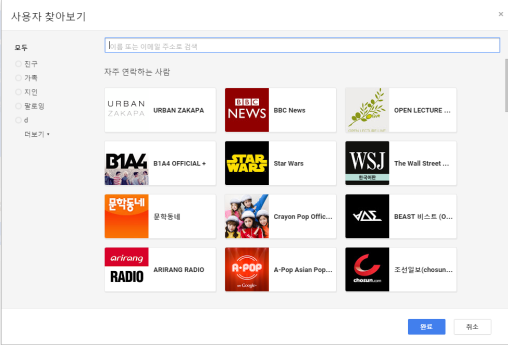 사용자 찾아보기
×
모두
친구
가족
지인
팔로잉
d
더보기
이름 또는 이메일 주소로 검색
자주 연락하는 사람
URBAN
ZAKAPA
URBAN ZAKAPA
BBC
NEWS
BBC News
OPEN LECTURE ...
B1A4
B1A4 OFFICIAL +
STAR
WARS
Star Wars
WSJ
한국어판
The Wall Street ...
문학동네
문학동네
Crayon Pop Offic...
BEAST 비스트 (O...
arirang
RADIO
ARIRANG RADIO
A-POP
on Google+
A-Pop Asian Pop...
chosun.com
조선일보(chosun...
완료
취소